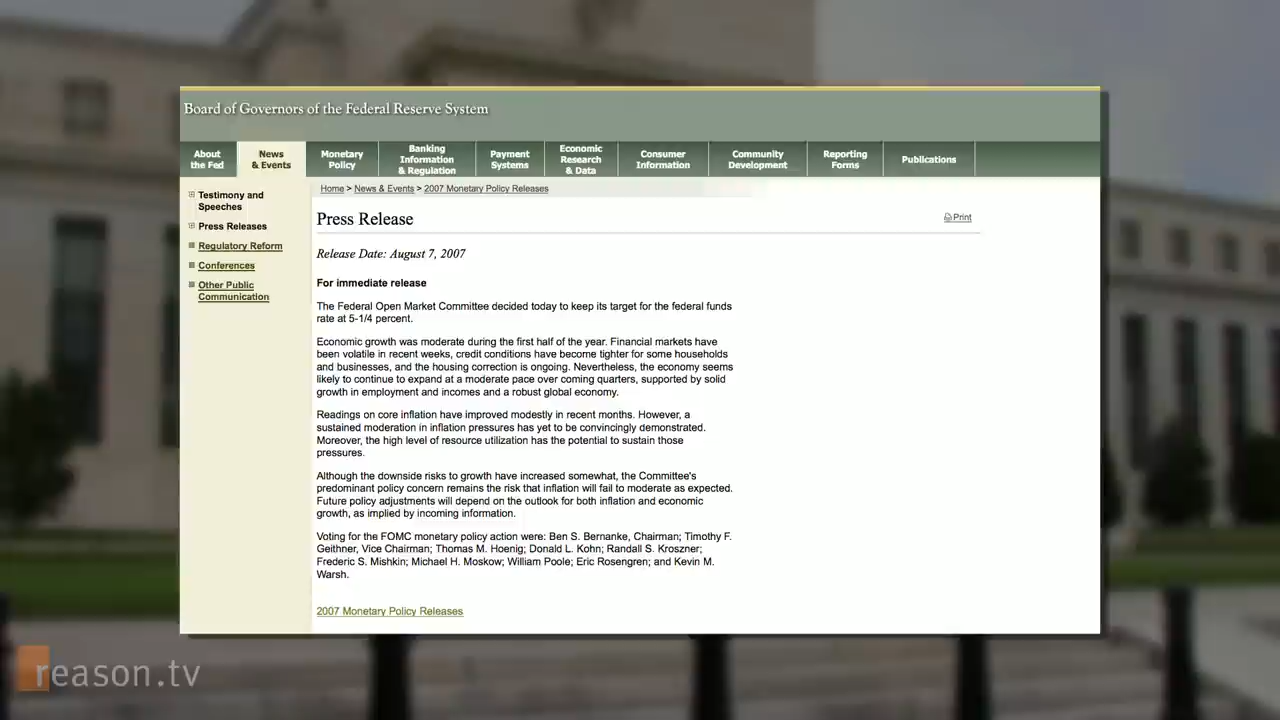 Board of Governors of the Federal Reserve System
About
the Fed
News
& Events
Monetary
Policy
Banking
Information
& Regulation
Payment
Systems
Economic
Research
& Data
Consumer
Information
Community
Development
Reporting
Forms
Publications
Testimony and
Speeches
Press Releases
Regulatory Reform
Conferences
Other Public
Communication
Home > News & Events > 2007 Monetary Policy Releases
Press Release
Print
Release Date: August 7, 2007
For immediate release
The Federal Open Market Committee decided today to keep its target for the federal funds
rate at 5-1/4 percent.
Economic growth was moderate during the first half of the year. Financial markets have
been volatile in recent weeks, credit conditions have become tighter for some households
and businesses, and the housing correction is ongoing. Nevertheless, the economy seems
likely to continue to expand at a moderate pace over coming quarters, supported by solid
growth in employment and incomes and a robust global economy.
Readings on core inflation have improved modestly in recent months. However, a
sustained moderation in inflation pressures has yet to be convincingly demonstrated.
Moreover, the high level of resource utilization has the potential to sustain those
pressures.
Although the downside risks to growth have increased somewhat, the Committee's
predominant policy concern remains the risk that inflation will fail to moderate as expected.
Future policy adjustments will depend on the outlook for both inflation and economic
growth, as implied by incoming information.
Voting for the FOMC monetary policy action were: Ben S. Bernanke, Chairman; Timothy F.
Geithner, Vice Chairman; Thomas M. Hoenig; Donald L. Kohn; Randall S. Kroszner;
Frederic S. Mishkin; Michael H. Moskow; William Poole; Eric Rosengren; and Kevin M.
Warsh.
2007 Monetary Policy Releases
reason.tv